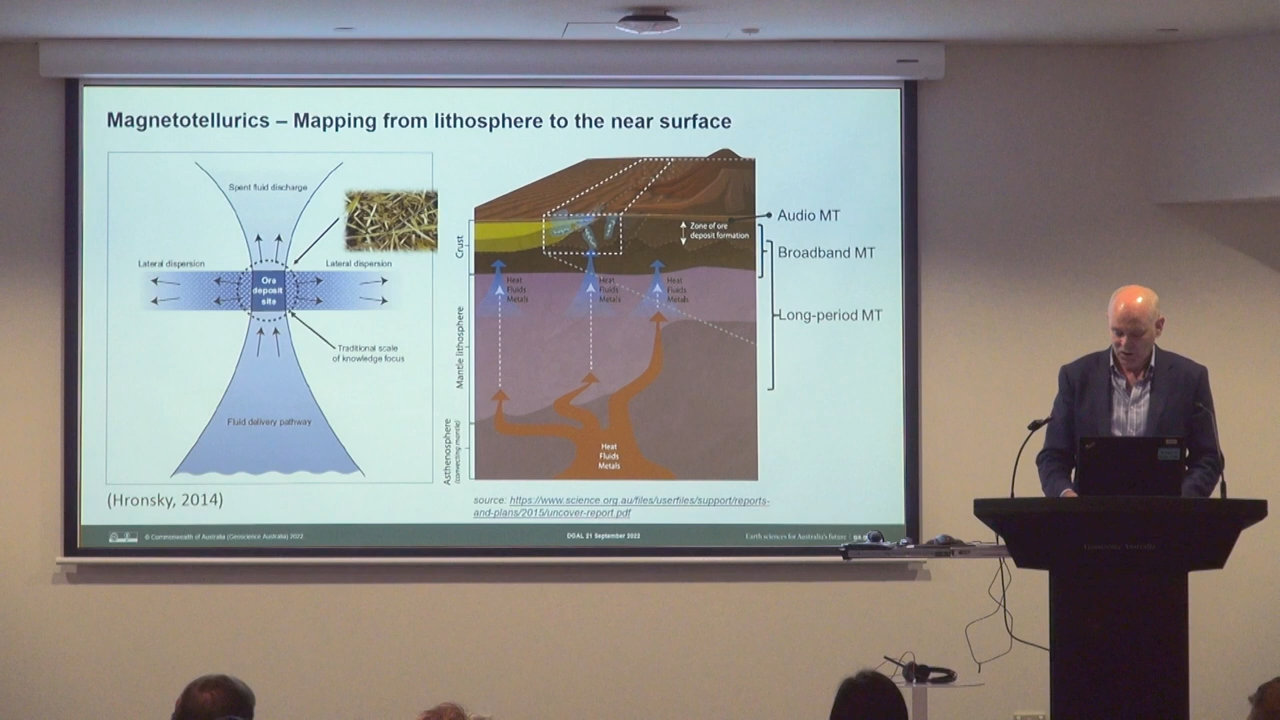 Magnetotellurics – Mapping from lithosphere to the near surface
Spent fluid discharge
Lateral dispersion
Lateral dispersion
Ore
deposit
site
Traditional scale
of knowledge focus
Fluid delivery pathway
(Hronsky, 2014)
Crust
Mantle lithosphere
Asthenosphere
(convecting mantle)
Zone of ore
deposit formation
Heat
Fluids
Metals
Heat
Fluids
Metals
Heat
Fluids
Metals
Heat
Fluids
Metals
Audio MT
Broadband MT
Long-period MT
source: https://www.science.org.au/files/userfiles/support/reports-
and-plans/2015/uncover-report.pdf
© Commonwealth of Australia (Geoscience Australia) 2022
DGAL 21 September 2022
Earth sciences for Australia's future